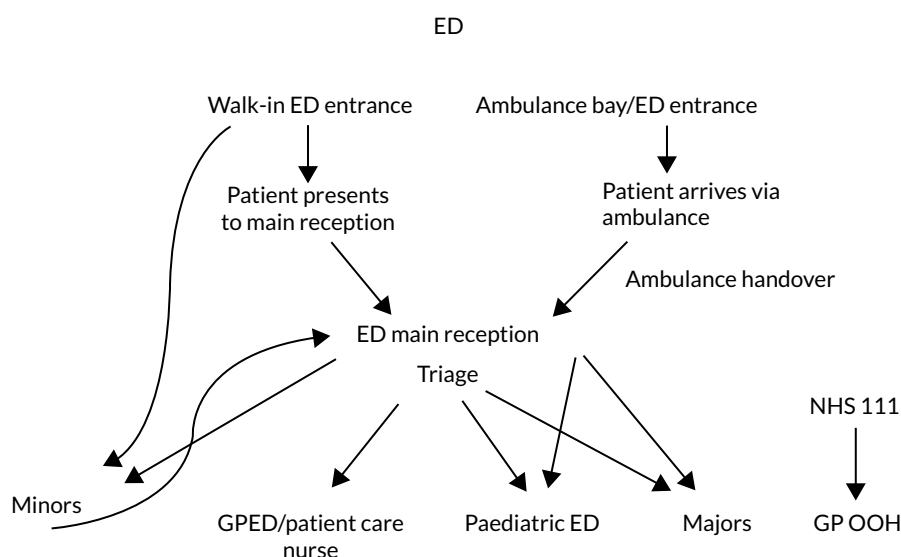 ED
Walk-in ED entrance
Ambulance bay/ED entrance
Patient presents
to main reception
Patient arrives via
ambulance
Ambulance handover
ED main reception
Triage
NHS 111
Minors
GPED/patient care
nurse
Paediatric ED
Majors
GP OOH